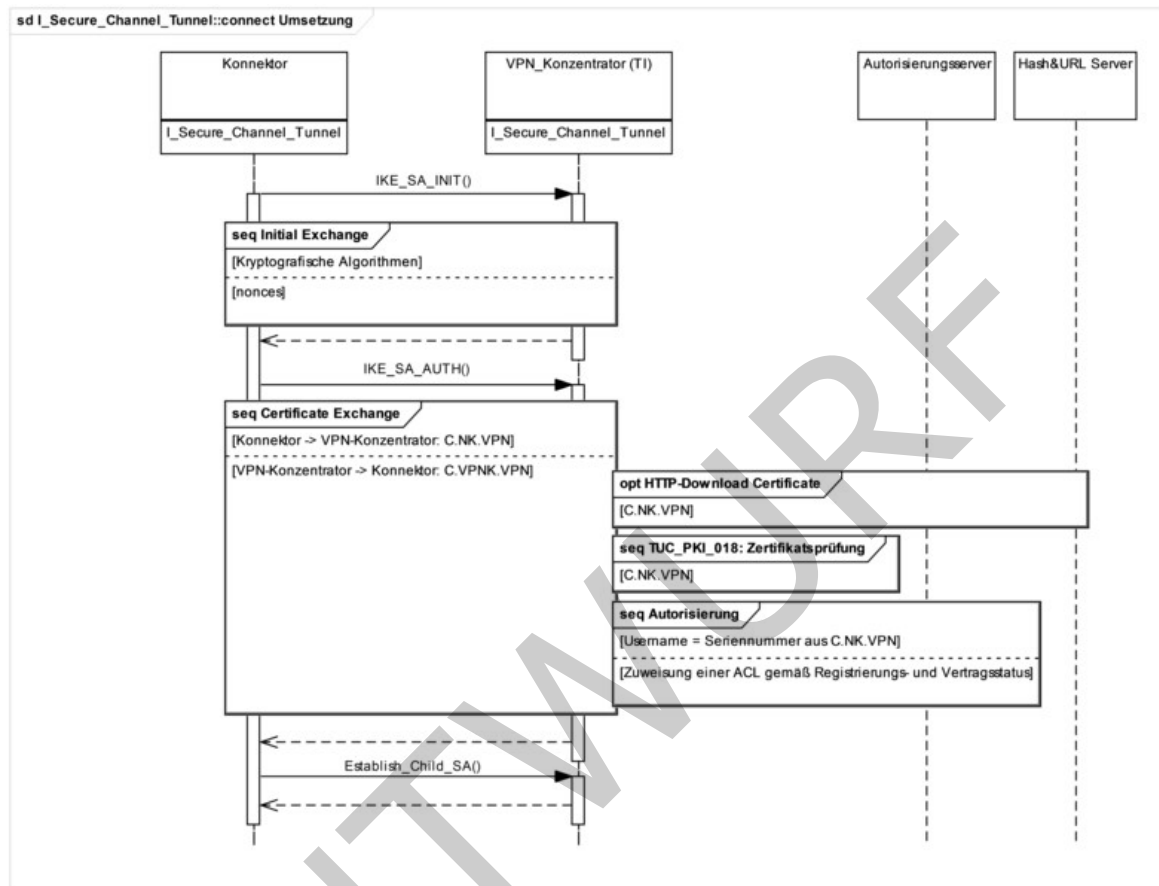 sd I_Secure_Channel_Tunnel::connect Umsetzung
Konnektor
I_Secure_Channel_Tunnel
VPN_Konzentrator (TI)
I_Secure_Channel_Tunnel
Autorisierungsserver
Hash&URL Server
IKE_SA_INIT()
seq Initial Exchange
[Kryptografische Algorithmen]
[nonces]
IKE_SA_AUTH()
seq Certificate Exchange
[Konnektor -> VPN-Konzentrator: C.NK.VPN]
[VPN-Konzentrator -> Konnektor: C.VPNK.VPN]
opt HTTP-Download Certificate
[C.NK.VPN]
seq TUC_PKI_018: Zertifikatsprüfung
[C.NK.VPN]
seq Autorisierung
[Username = Seriennummer aus C.NK.VPN]
[Zuweisung einer ACL gemäß Registrierungs- und Vertragsstatus]
Establish_Child_SA()
NTWURF